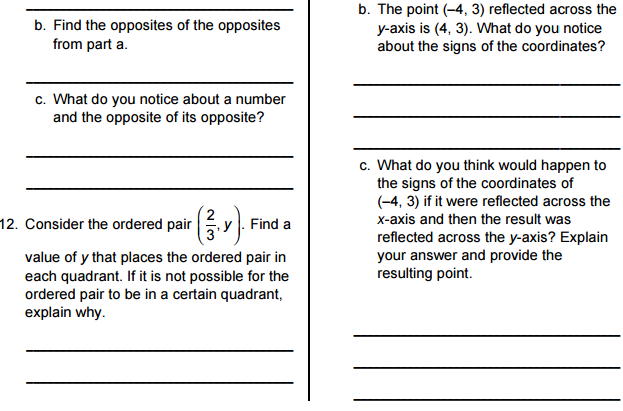 b. Find the opposites of the opposites
from part a.
c. What do you notice about a number
and the opposite of its opposite?
12. Consider the ordered pair (2/3, y). Find a
value of y that places the ordered pair in
each quadrant. If it is not possible for the
ordered pair to be in a certain quadrant,
explain why.
b. The point (–4, 3) reflected across the
y-axis is (4, 3). What do you notice
about the signs of the coordinates?
c. What do you think would happen to
the signs of the coordinates of
(–4, 3) if it were reflected across the
x-axis and then the result was
reflected across the y-axis? Explain
your answer and provide the
resulting point.